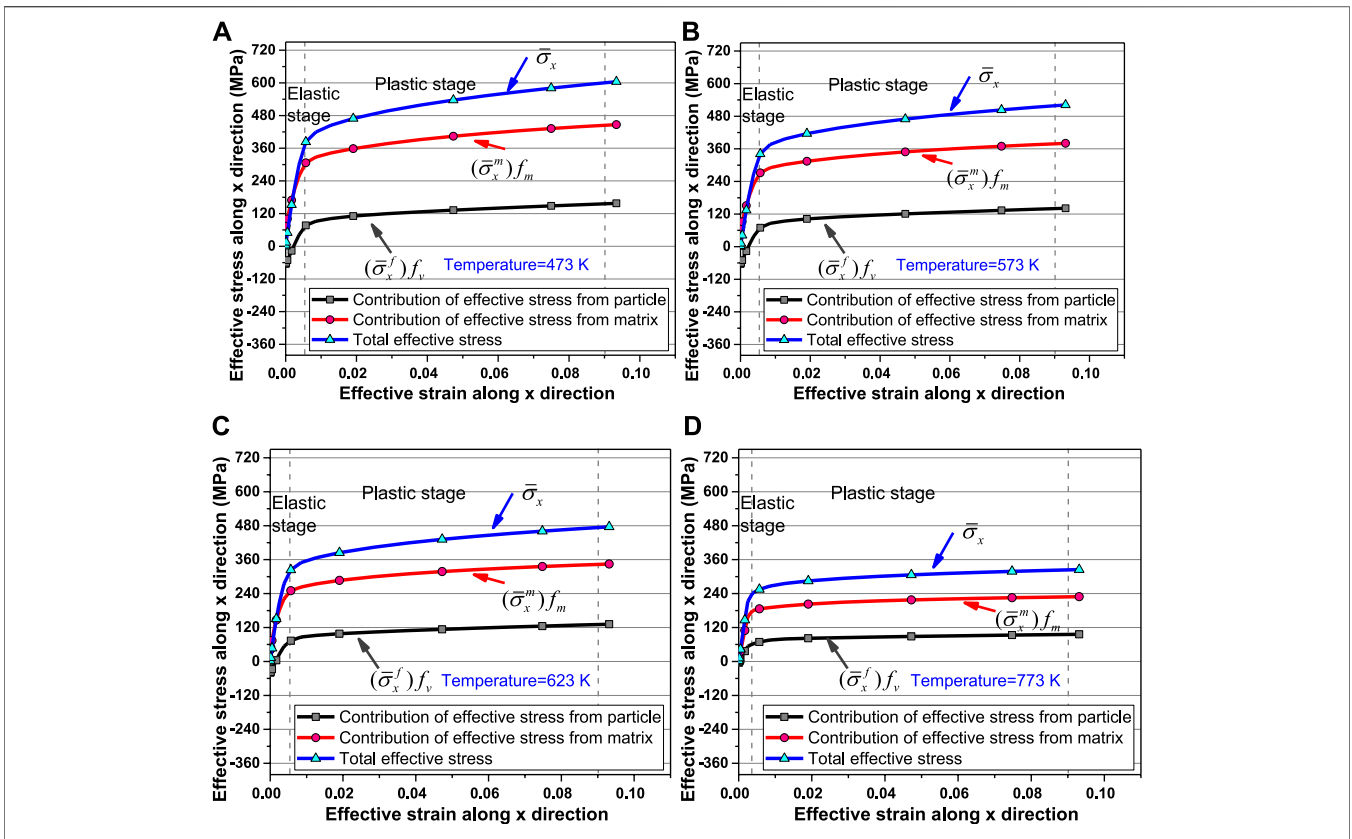 A
Effective stress along x direction (MPa)
720
600
480
360
240
120
0
-120
-240
-360
Elastic
stage
Plastic stage
σ̄ₓ
(σ̄ₓᵐ)fₘ
(σ̄ₓᶠ)fᵥ
Temperature=473 K
Contribution of effective stress from particle
Contribution of effective stress from matrix
Total effective stress
0.00 0.02 0.04 0.06 0.08 0.10
Effective strain along x direction
B
Effective stress along x direction (MPa)
720
600
480
360
240
120
0
-120
-240
-360
Elastic
stage
Plastic stage
σ̄ₓ
(σ̄ₓᵐ)fₘ
(σ̄ₓᶠ)fᵥ
Temperature=573 K
Contribution of effective stress from particle
Contribution of effective stress from matrix
Total effective stress
0.00 0.02 0.04 0.06 0.08 0.10
Effective strain along x direction
C
Effective stress along x direction (MPa)
720
600
480
360
240
120
0
-120
-240
-360
Elastic
stage
Plastic stage
σ̄ₓ
(σ̄ₓᵐ)fₘ
(σ̄ₓᶠ)fᵥ
Temperature=623 K
Contribution of effective stress from particle
Contribution of effective stress from matrix
Total effective stress
0.00 0.02 0.04 0.06 0.08 0.10
Effective strain along x direction
D
Effective stress along x direction (MPa)
720
600
480
360
240
120
0
-120
-240
-360
Elastic
stage
Plastic stage
σ̄ₓ
(σ̄ₓᵐ)fₘ
(σ̄ₓᶠ)fᵥ
Temperature=773 K
Contribution of effective stress from particle
Contribution of effective stress from matrix
Total effective stress
0.00 0.02 0.04 0.06 0.08 0.10
Effective strain along x direction